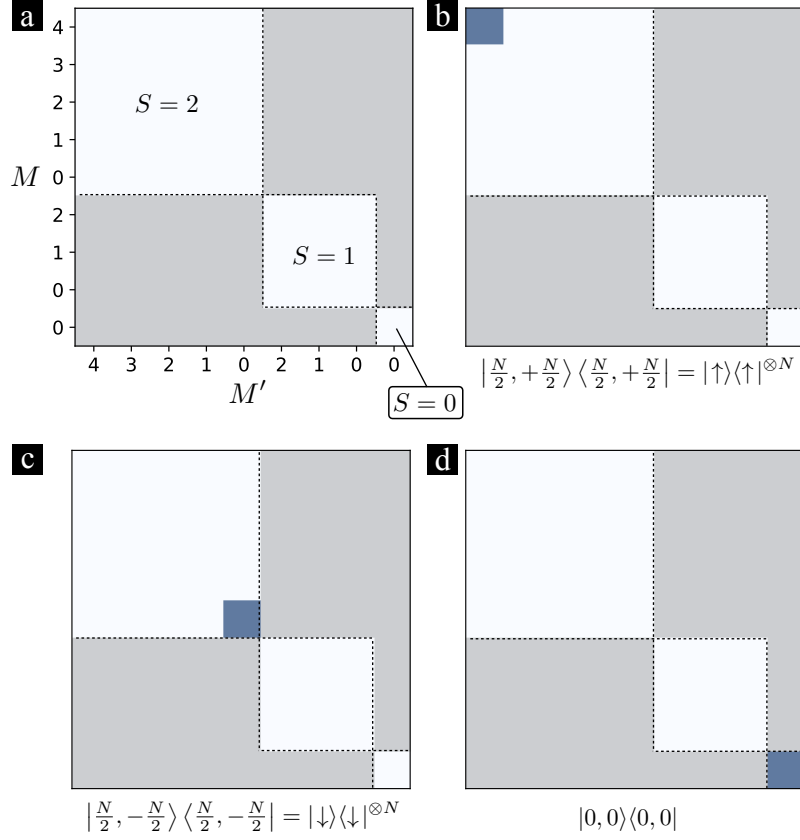 a
b
4
3
2
1
0
2
1
0
0
M
S = 2
S = 1
4 3 2 1 0 2 1 0 0
M′
S = 0
|N/2, +N/2⟩⟨N/2, +N/2| = |↑⟩⟨↑|^{⊗N}
c
d
|N/2, −N/2⟩⟨N/2, −N/2| = |↓⟩⟨↓|^{⊗N}
|0, 0⟩⟨0, 0|